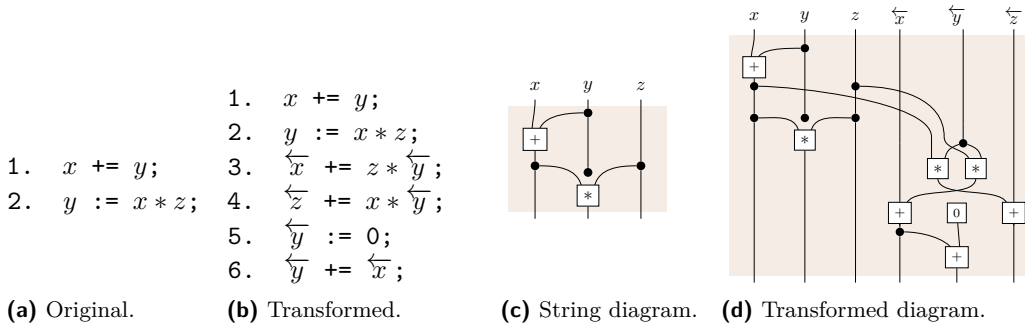 1. x += y;
2. y := x ∗ z;
(a) Original.
1. x += y;
2. y := x ∗ z;
3. x⃖ += z ∗ y⃖;
4. z⃖ += x ∗ y⃖;
5. y⃖ := 0;
6. y⃖ += x⃖;
(b) Transformed.
x y z
+
∗
(c) String diagram.
x y z x⃖ y⃖ z⃖
+
∗ ∗ ∗
+ 0 +
+
(d) Transformed diagram.